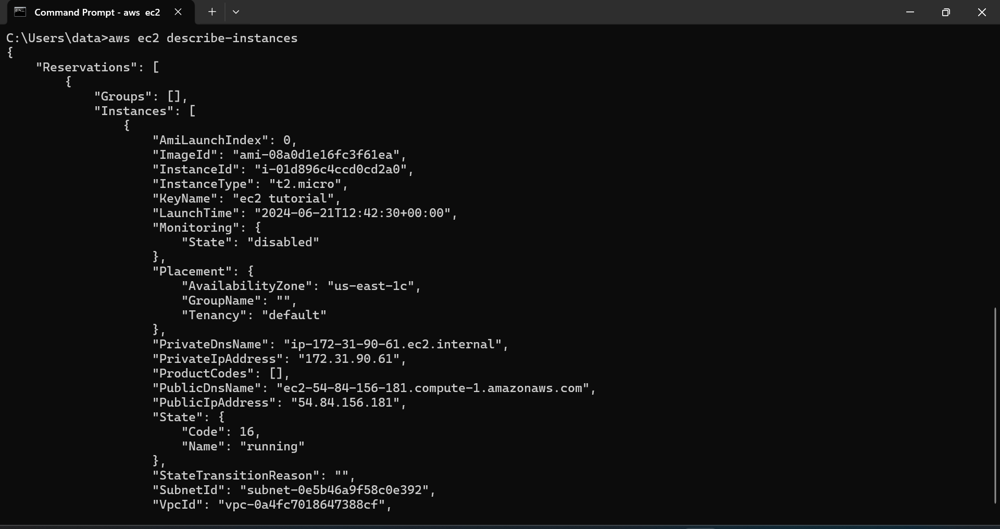 Command Prompt - aws  ec2
C:\Users\data>aws ec2 describe-instances
{
    "Reservations": [
        {
            "Groups": [],
            "Instances": [
                {
                    "AmiLaunchIndex": 0,
                    "ImageId": "ami-08a0d1e16fc3f61ea",
                    "InstanceId": "i-01d896c4ccd0cd2a0",
                    "InstanceType": "t2.micro",
                    "KeyName": "ec2 tutorial",
                    "LaunchTime": "2024-06-21T12:42:30+00:00",
                    "Monitoring": {
                        "State": "disabled"
                    },
                    "Placement": {
                        "AvailabilityZone": "us-east-1c",
                        "GroupName": "",
                        "Tenancy": "default"
                    },
                    "PrivateDnsName": "ip-172-31-90-61.ec2.internal",
                    "PrivateIpAddress": "172.31.90.61",
                    "ProductCodes": [],
                    "PublicDnsName": "ec2-54-84-156-181.compute-1.amazonaws.com",
                    "PublicIpAddress": "54.84.156.181",
                    "State": {
                        "Code": 16,
                        "Name": "running"
                    },
                    "StateTransitionReason": "",
                    "SubnetId": "subnet-0e5b46a9f58c0e392",
                    "VpcId": "vpc-0a4fc7018647388cf",